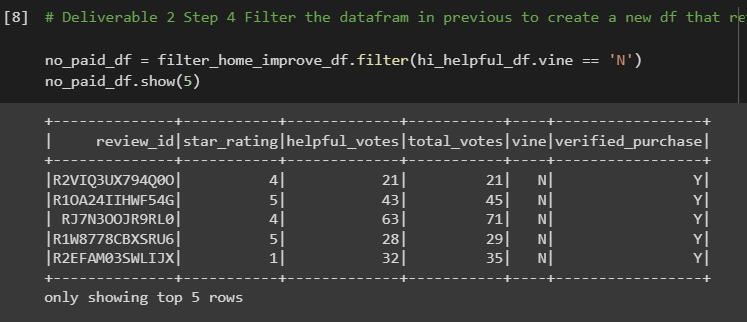 [8] # Deliverable 2 Step 4 Filter the datafram in previous to create a new df that re
no_paid_df = filter_home_improve_df.filter(hi_helpful_df.vine == 'N')
no_paid_df.show(5)
+--------------+-----------+-------------+-----------+----+-----------------+
|     review_id|star_rating|helpful_votes|total_votes|vine|verified_purchase|
+--------------+-----------+-------------+-----------+----+-----------------+
|R2VIQ3UX794Q0O|          4|           21|         21|   N|                Y|
|R1OA24IIHWF54G|          5|           43|         45|   N|                Y|
| RJ7N3OOJR9RL0|          4|           63|         71|   N|                Y|
|R1W8778CBXSRU6|          5|           28|         29|   N|                Y|
|R2EFAM03SWLIJX|          1|           32|         35|   N|                Y|
+--------------+-----------+-------------+-----------+----+-----------------+
only showing top 5 rows